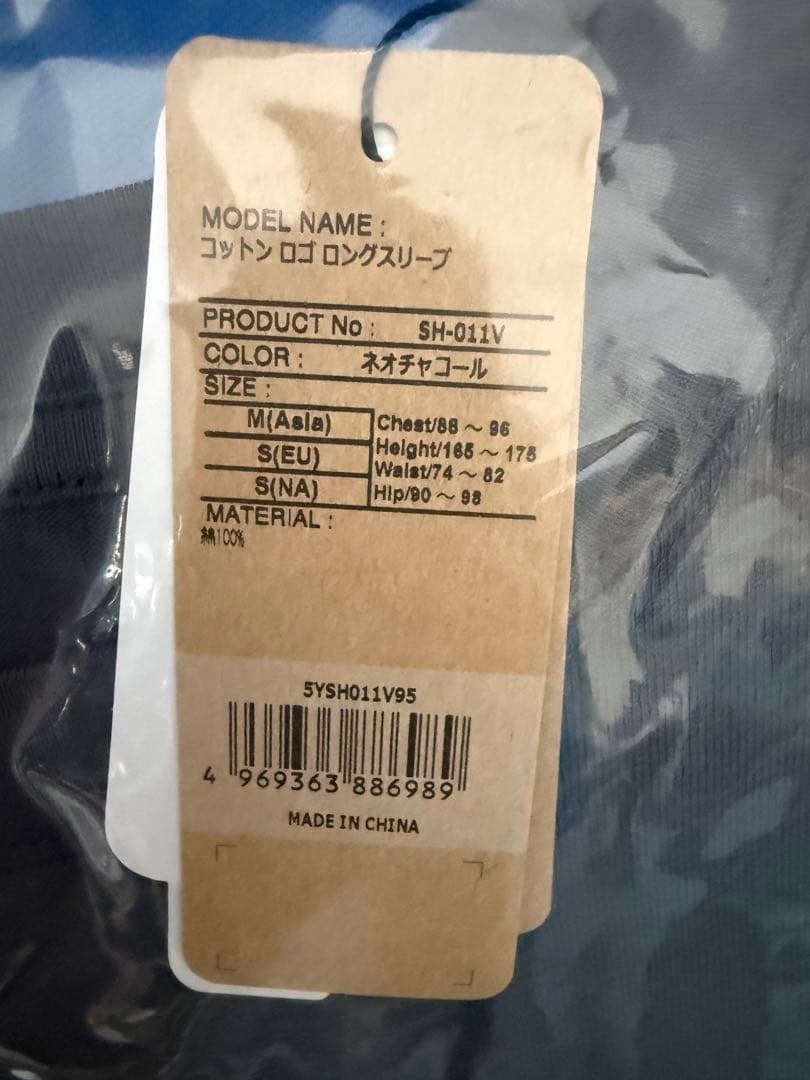 MODEL NAME :
コットン ロゴ ロングスリーブ
PRODUCT No : SH-011V
COLOR : ネオチャコール
SIZE :
M(Asia)
S(EU)
S(NA)
Chest/88 ~ 96
Height/165 ~ 175
Waist/74 ~ 82
Hip/90 ~ 98
MATERIAL :
綿100%
5YSH011V95
4 969363 886989
MADE IN CHINA